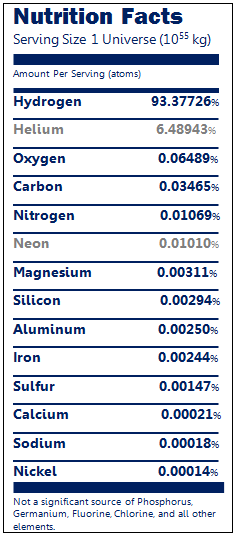 Nutrition Facts
Serving Size 1 Universe (10⁵⁵ kg)
Amount Per Serving (atoms)
Hydrogen 93.37726%
Helium 6.48943%
Oxygen 0.06489%
Carbon 0.03465%
Nitrogen 0.01069%
Neon 0.01010%
Magnesium 0.00311%
Silicon 0.00294%
Aluminum 0.00250%
Iron 0.00244%
Sulfur 0.00147%
Calcium 0.00021%
Sodium 0.00018%
Nickel 0.00014%
Not a significant source of Phosphorus,
Germanium, Fluorine, Chlorine, and all other
elements.